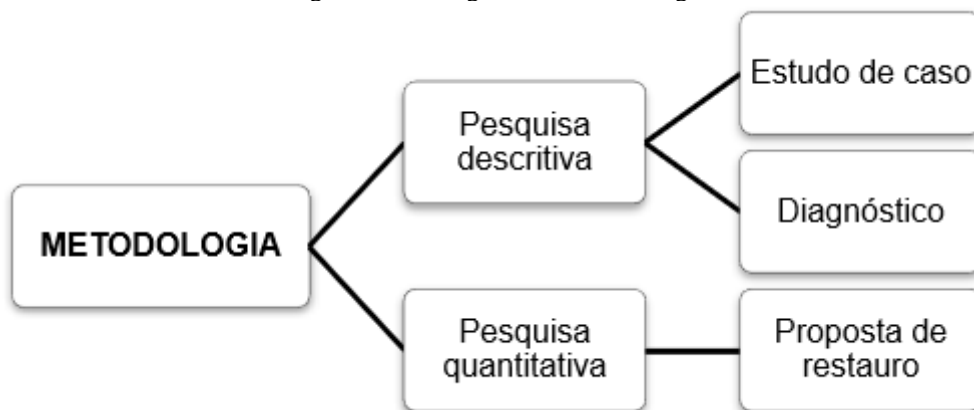 METODOLOGIA
Pesquisa
descritiva
Estudo de caso
Diagnóstico
Pesquisa
quantitativa
Proposta de
restauro